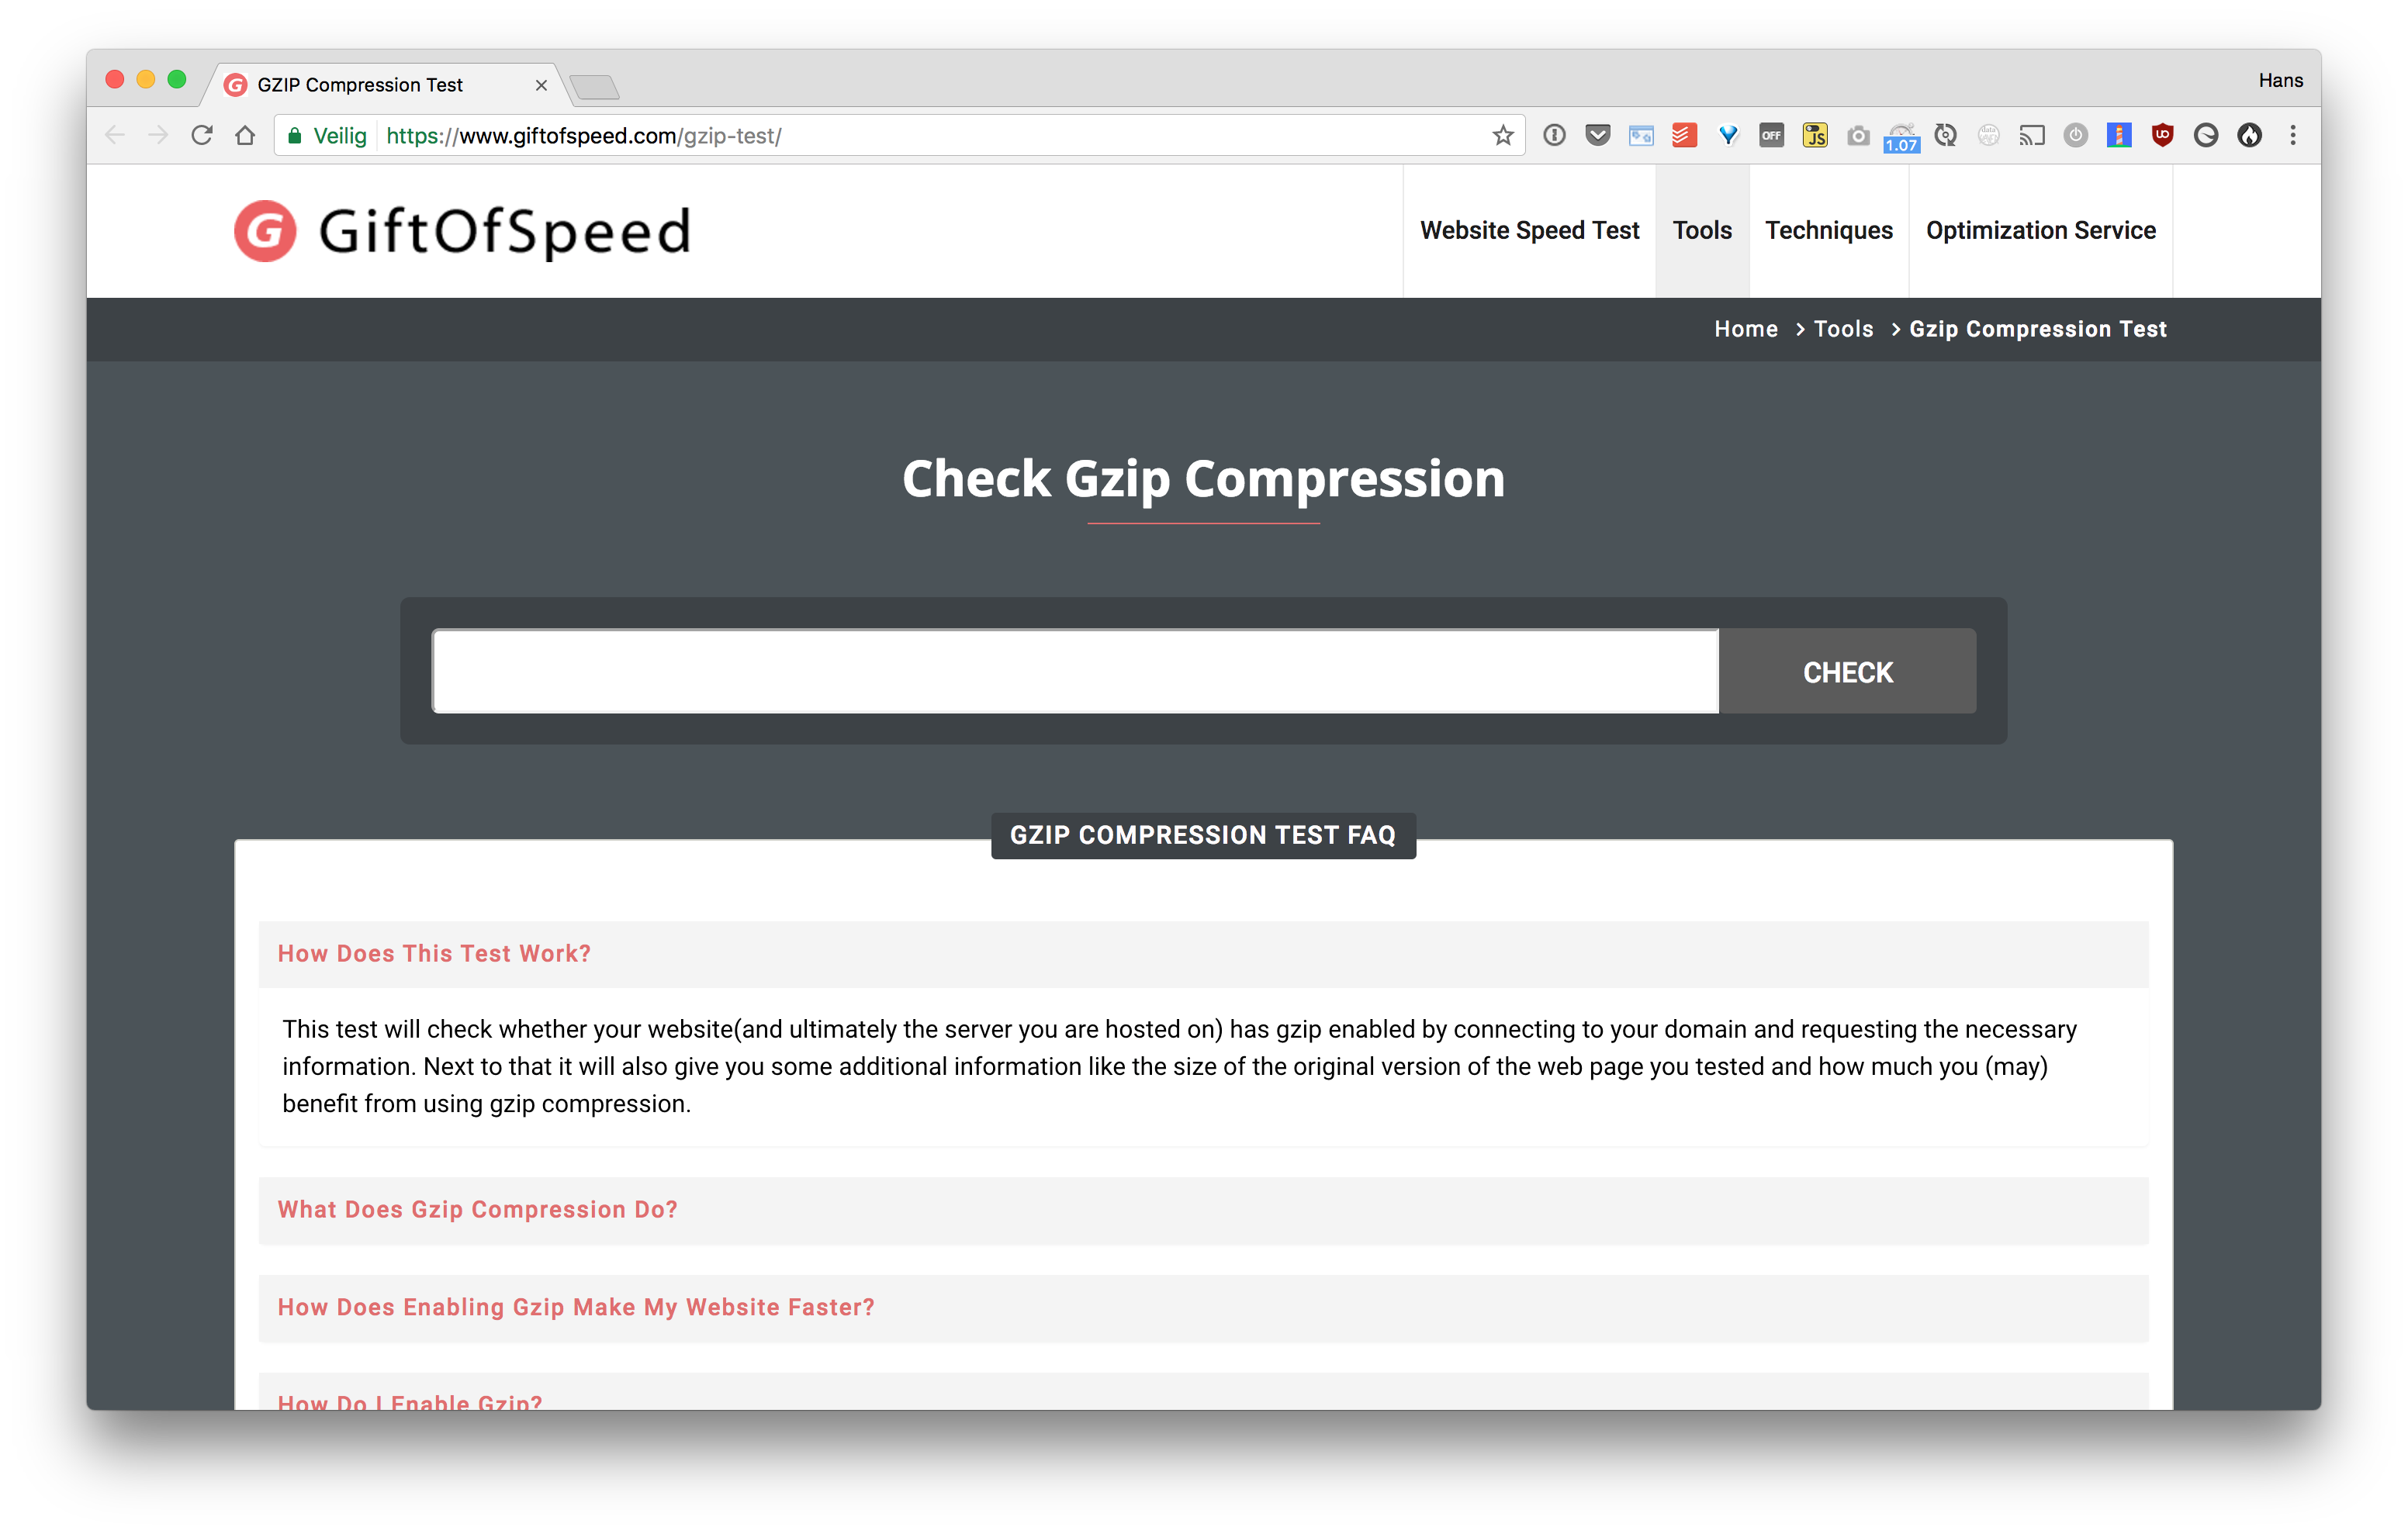 GZIP Compression Test
Hans
Veilig https://www.giftofspeed.com/gzip-test/
OFF
JS
1.07
UD
G GiftOfSpeed
Website Speed Test
Tools
Techniques
Optimization Service
Home > Tools > Gzip Compression Test
Check Gzip Compression
CHECK
GZIP COMPRESSION TEST FAQ
How Does This Test Work?
This test will check whether your website(and ultimately the server you are hosted on) has gzip enabled by connecting to your domain and requesting the necessary
information. Next to that it will also give you some additional information like the size of the original version of the web page you tested and how much you (may)
benefit from using gzip compression.
What Does Gzip Compression Do?
How Does Enabling Gzip Make My Website Faster?
How Do I Enable Gzip?